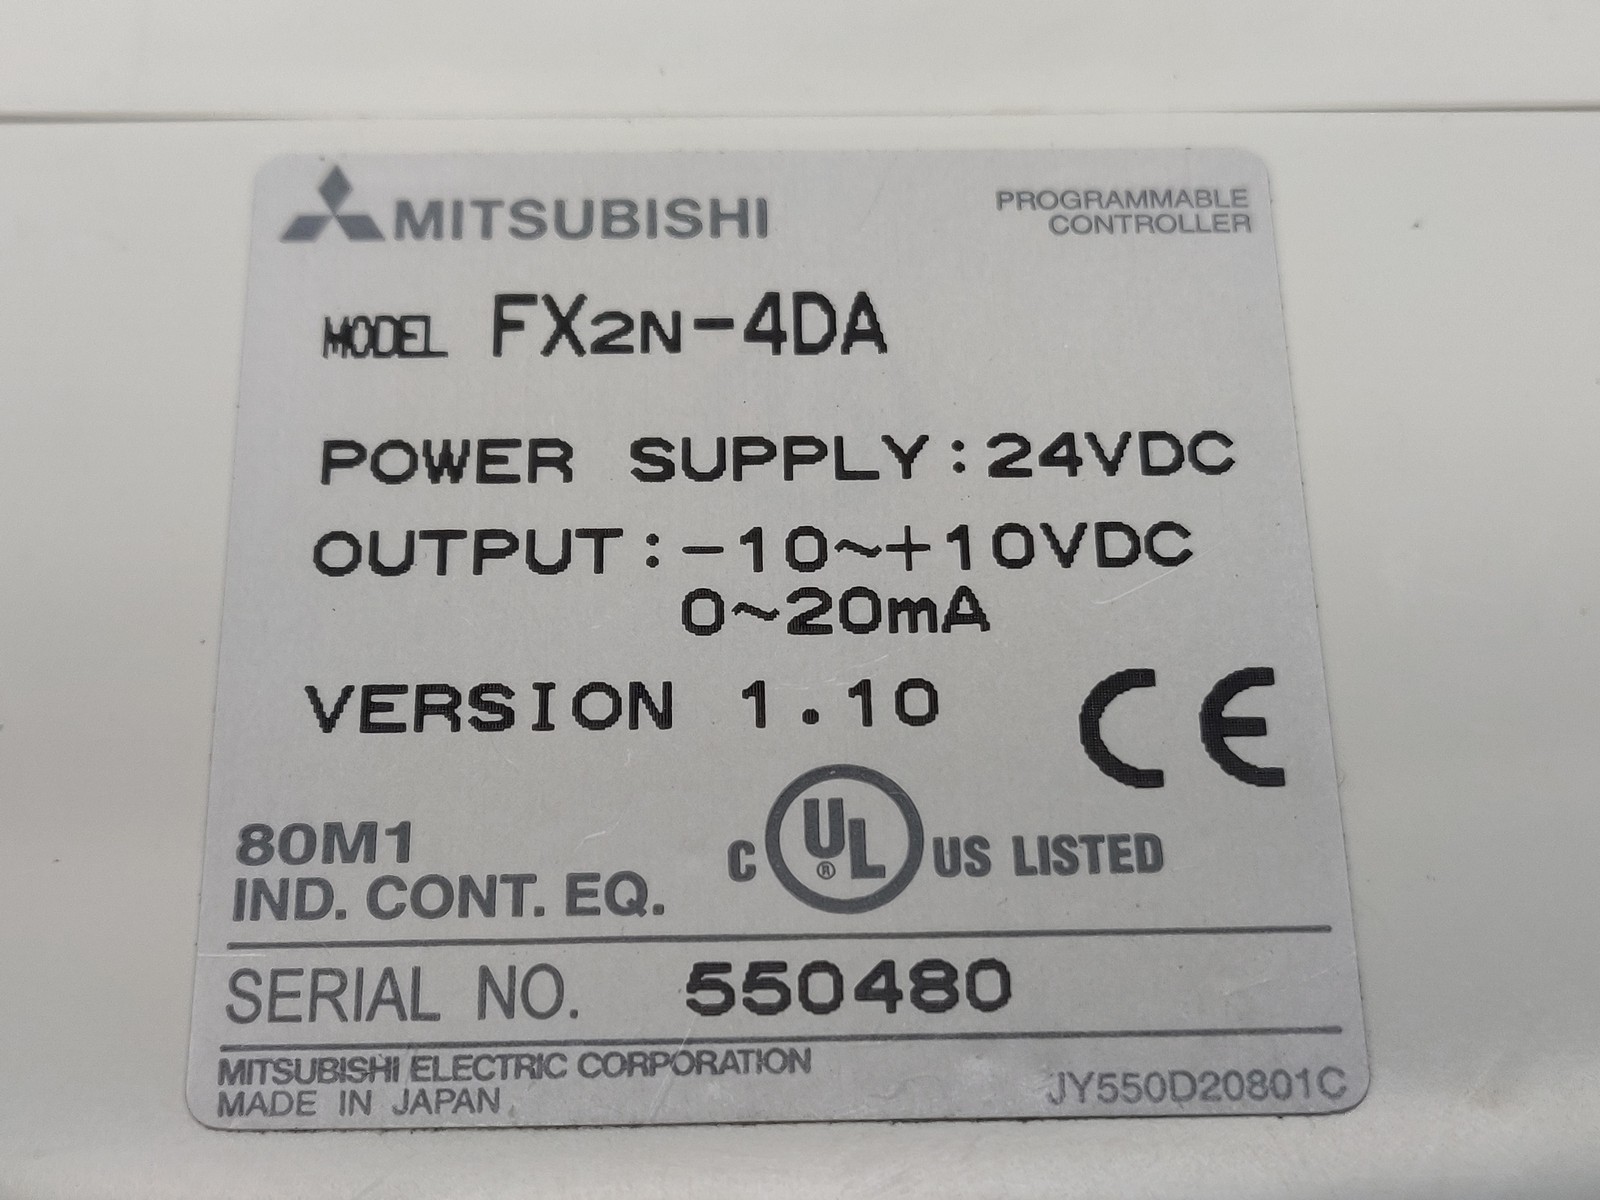 MITSUBISHI
PROGRAMMABLE
CONTROLLER
MODEL FX2N-4DA
POWER SUPPLY:24VDC
OUTPUT:-10~+10VDC
0~20mA
VERSION 1.10
CE
80M1
IND. CONT. EQ.
C UL® US LISTED
SERIAL NO. 550480
MITSUBISHI ELECTRIC CORPORATION
MADE IN JAPAN
JY550D20801C